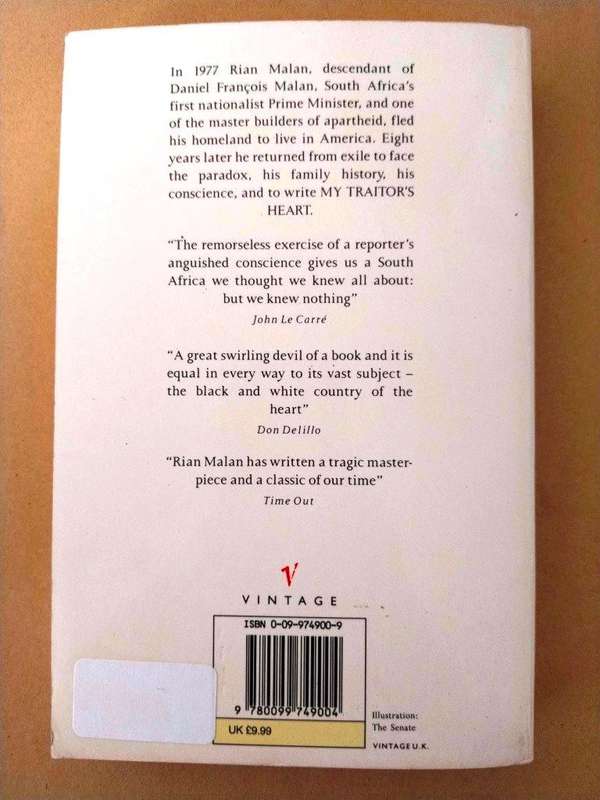 In 1977 Rian Malan, descendant of
Daniel François Malan, South Africa's
first nationalist Prime Minister, and one
of the master builders of apartheid, fled
his homeland to live in America. Eight
years later he returned from exile to face
the paradox, his family history, his
conscience, and to write MY TRAITOR'S
HEART.
“The remorseless exercise of a reporter's
anguished conscience gives us a South
Africa we thought we knew all about:
but we knew nothing”
John Le Carré
“A great swirling devil of a book and it is
equal in every way to its vast subject –
the black and white country of the
heart”
Don Delillo
“Rian Malan has written a tragic master-
piece and a classic of our time”
Time Out
V
VINTAGE
ISBN 0-09-974900-9
9 780099 749004
UK £9.99
Illustration:
The Senate
VINTAGE U.K.